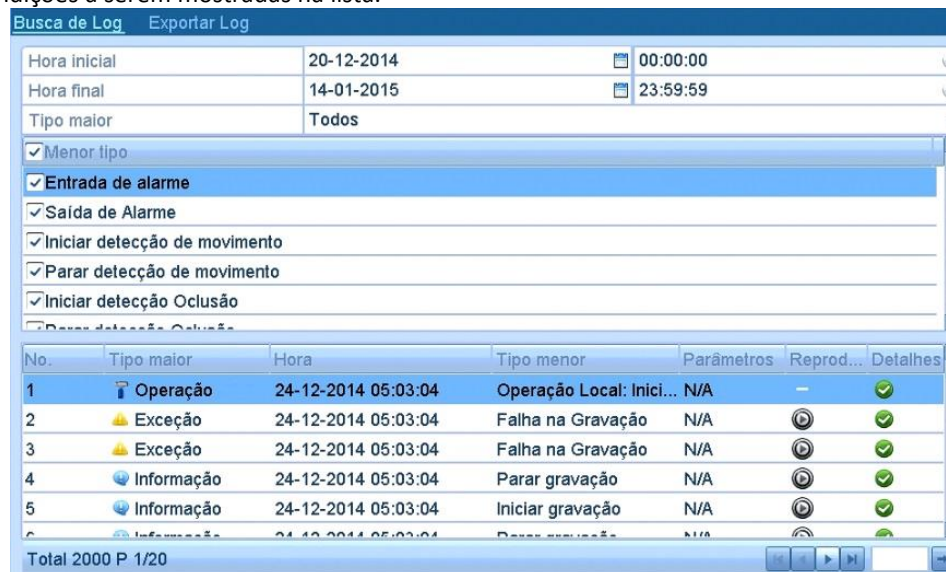 a serem mostradas na lista.
Busca de Log Exportar Log
Hora inicial 20-12-2014 00:00:00
Hora final 14-01-2015 23:59:59
Tipo maior Todos
Menor tipo
Entrada de alarme
Saída de Alarme
Iniciar detecção de movimento
Parar detecção de movimento
Iniciar detecção Oclusão
No. Tipo maior Hora Tipo menor Parâmetros Reprod... Detalhes
1 Operação 24-12-2014 05:03:04 Operação Local: Inici... N/A
2 Exceção 24-12-2014 05:03:04 Falha na Gravação N/A
3 Exceção 24-12-2014 05:03:04 Falha na Gravação N/A
4 Informação 24-12-2014 05:03:04 Parar gravação N/A
5 Informação 24-12-2014 05:03:04 Iniciar gravação N/A
Total 2000 P 1/20